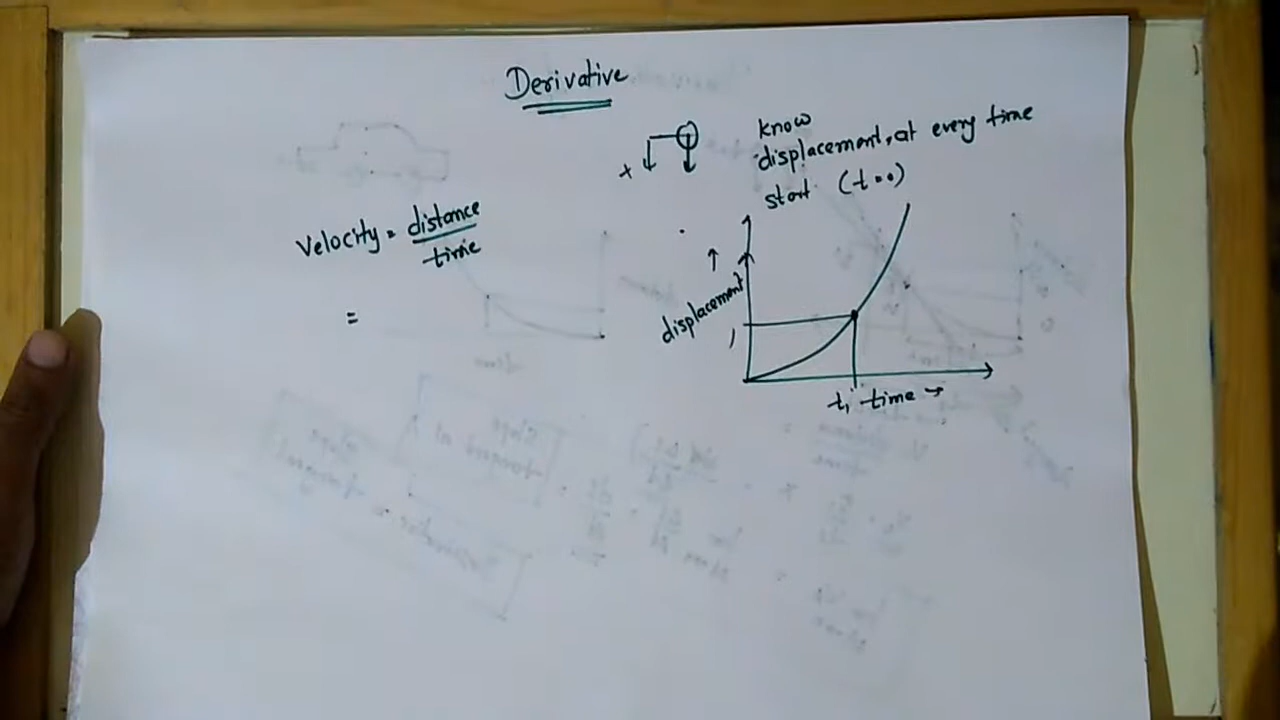 Derivative
know
displacement, at every time
start (t=0)
x
Velocity = distance
time
=
↑
displacement
1
t1 time →